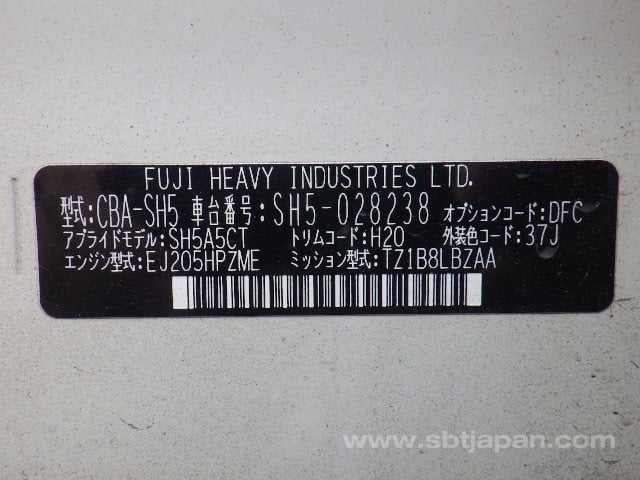 FUJI HEAVY INDUSTRIES LTD.
型式:CBA-SH5 車台番号:SH5-028238 オプションコード:DFC
アプライドモデル:SH5A5CT トリムコード:H20 外装色コード:37J
エンジン型式:EJ205HPZME ミッション型式:TZ1B8LBZAA
www.sbtjapan.com